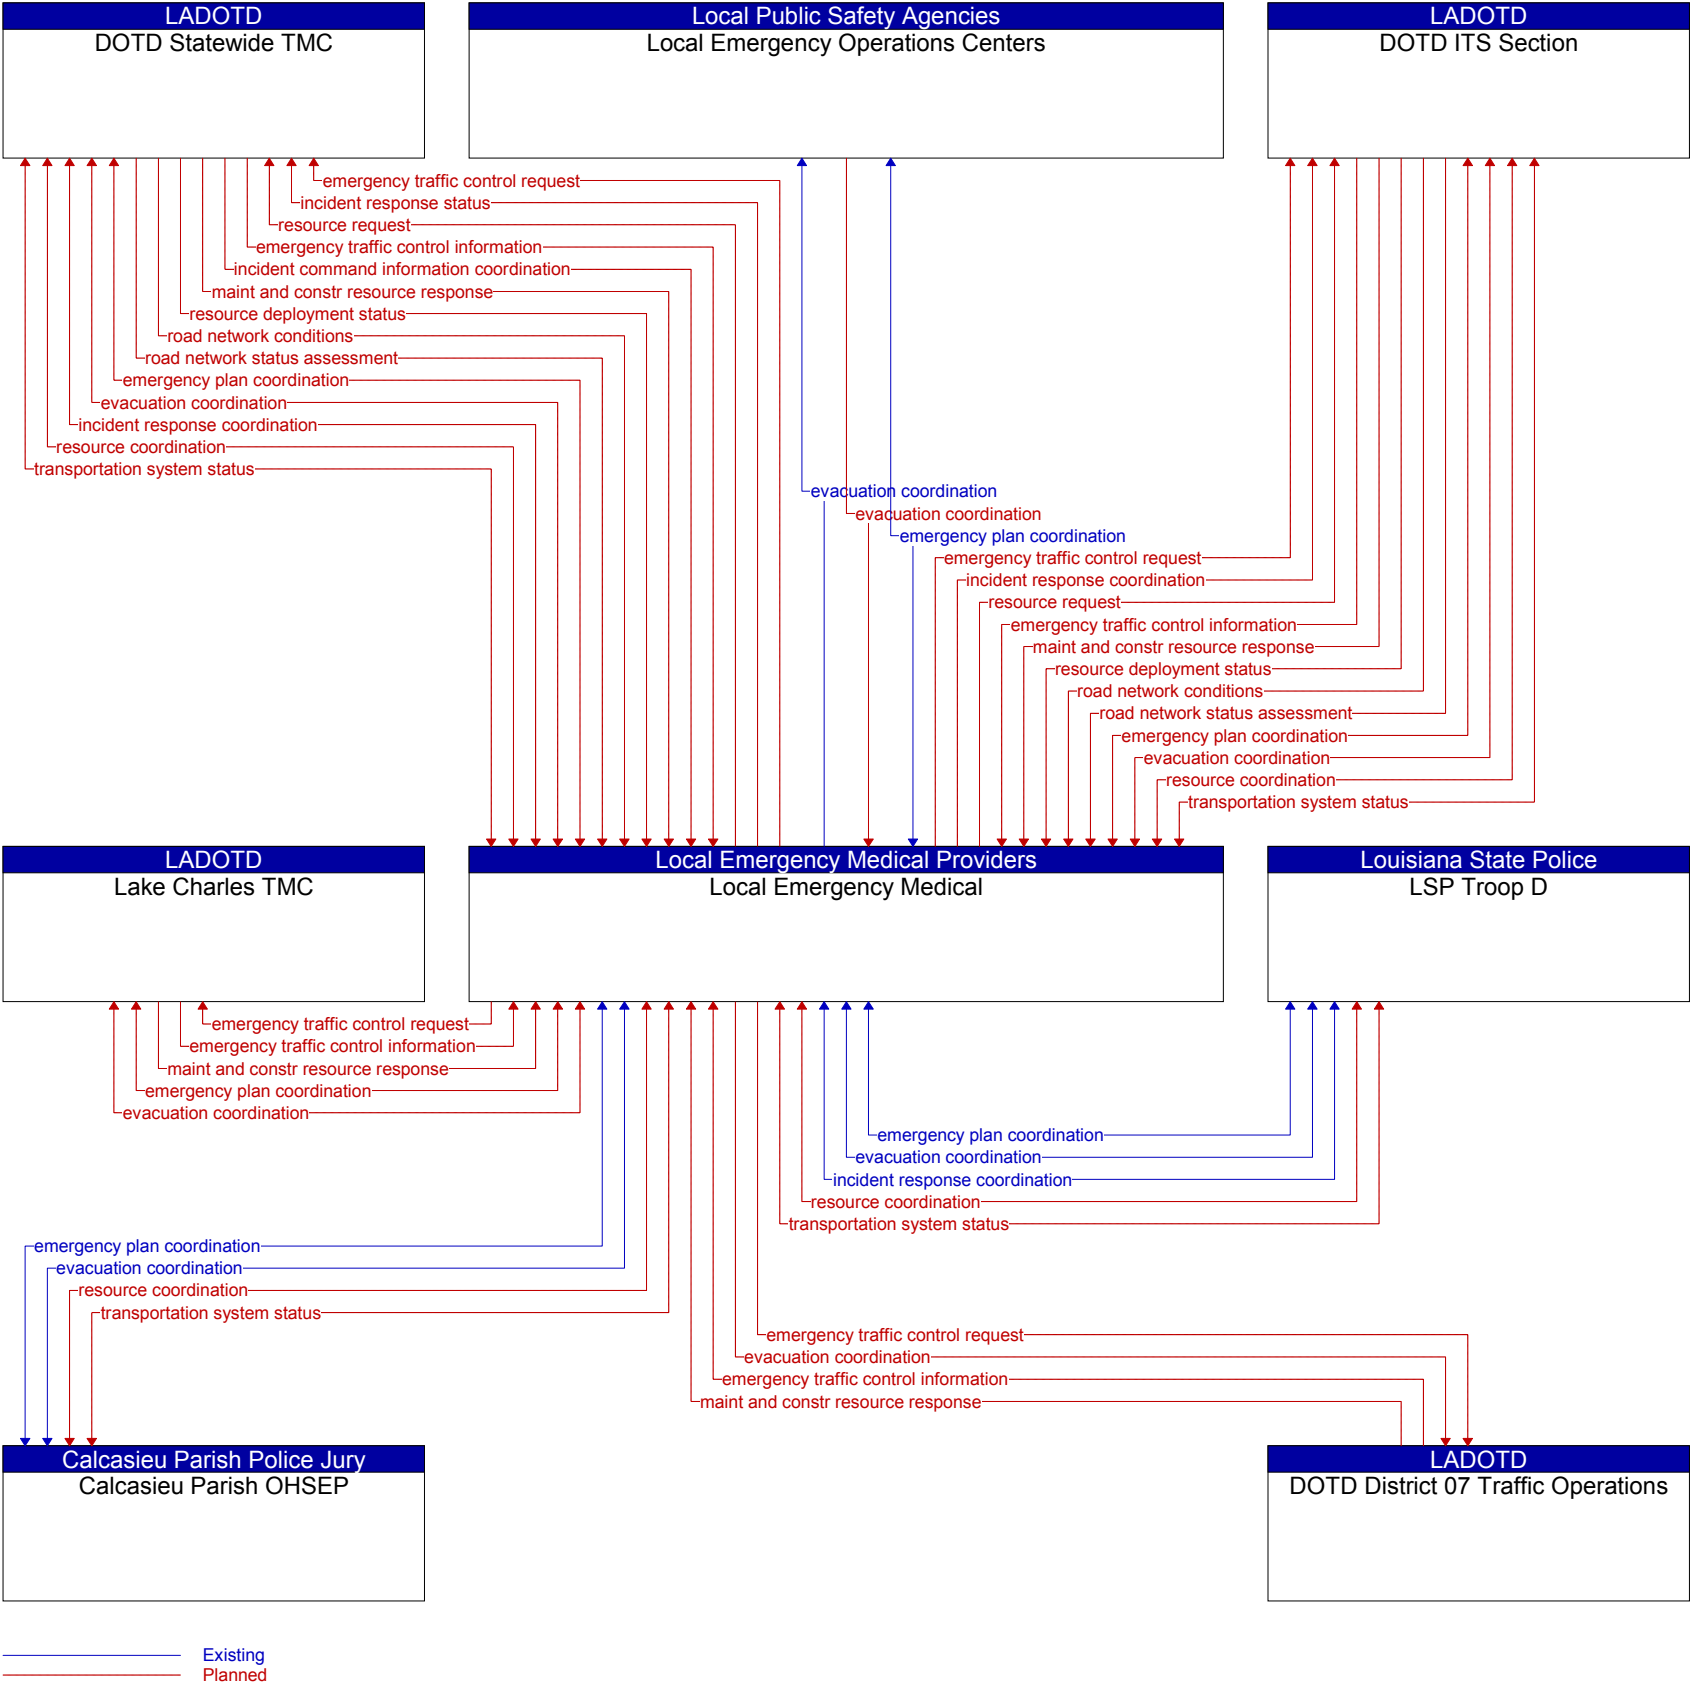 LADOTD
DOTD Statewide TMC
Local Public Safety Agencies
Local Emergency Operations Centers
LADOTD
DOTD ITS Section
emergency traffic control request
incident response status
resource request
emergency traffic control information
incident command information coordination
maint and constr resource response
resource deployment status
road network conditions
road network status assessment
emergency plan coordination
evacuation coordination
incident response coordination
resource coordination
transportation system status
evacuation coordination
evacuation coordination
emergency plan coordination
emergency traffic control request
incident response coordination
resource request
emergency traffic control information
maint and constr resource response
resource deployment status
road network conditions
road network status assessment
emergency plan coordination
evacuation coordination
resource coordination
transportation system status
LADOTD
Lake Charles TMC
Local Emergency Medical Providers
Local Emergency Medical
Louisiana State Police
LSP Troop D
emergency traffic control request
emergency traffic control information
maint and constr resource response
emergency plan coordination
evacuation coordination
emergency plan coordination
evacuation coordination
incident response coordination
resource coordination
transportation system status
emergency plan coordination
evacuation coordination
resource coordination
transportation system status
emergency traffic control request
evacuation coordination
emergency traffic control information
maint and constr resource response
Calcasieu Parish Police Jury
Calcasieu Parish OHSEP
LADOTD
DOTD District 07 Traffic Operations
Existing
Planned